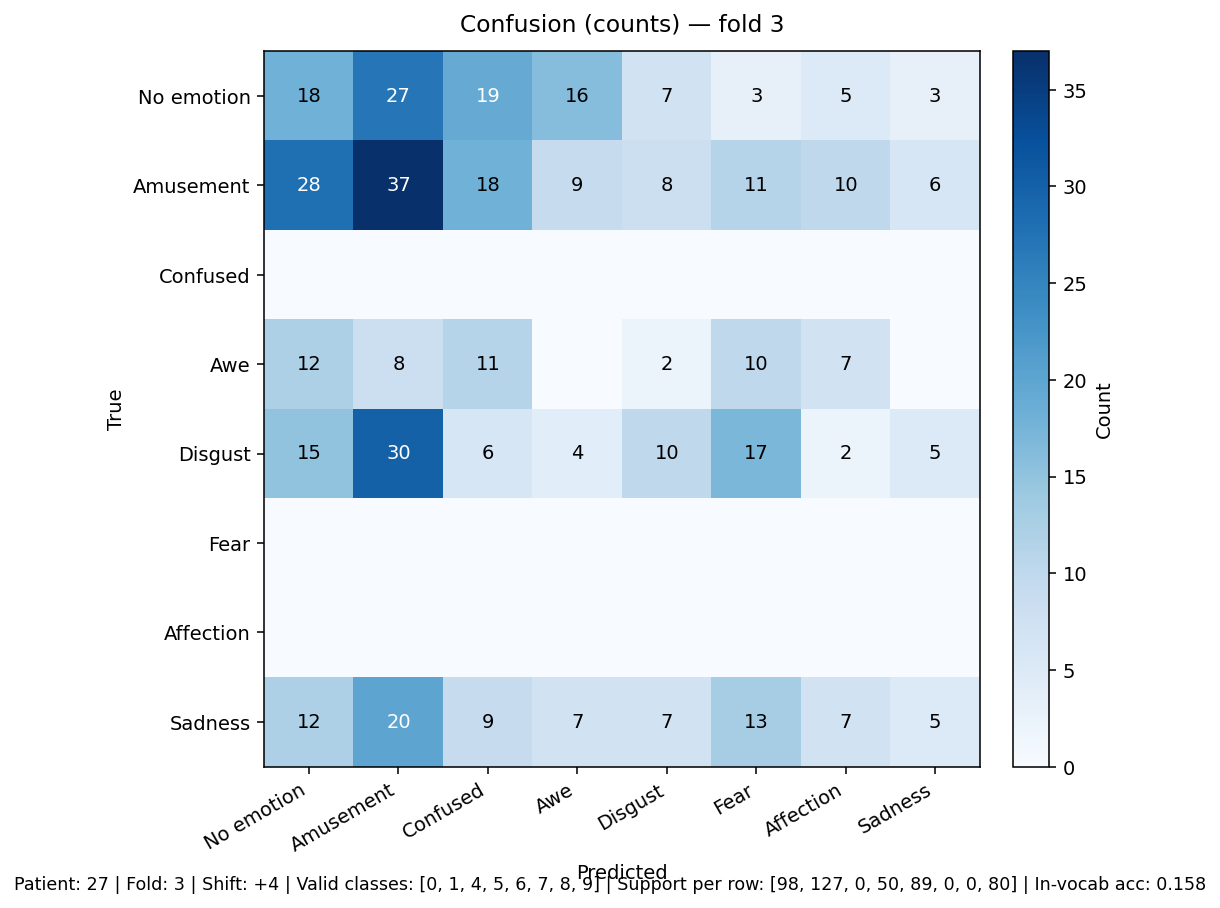 Confusion (counts) — fold 3
No emotion 18 27 19 16 7 3 5 3
Amusement 28 37 18 9 8 11 10 6
Confused
Awe 12 8 11 2 10 7
Disgust 15 30 6 4 10 17 2 5
Fear
Affection
Sadness 12 20 9 7 7 13 7 5
True
No emotion Amusement Confused Awe Disgust Fear Affection Sadness
Predicted
35
30
25
20
15
10
5
0
Count
Patient: 27 | Fold: 3 | Shift: +4 | Valid classes: [0, 1, 4, 5, 6, 7, 8, 9] | Support per row: [98, 127, 0, 50, 89, 0, 0, 80] | In-vocab acc: 0.158